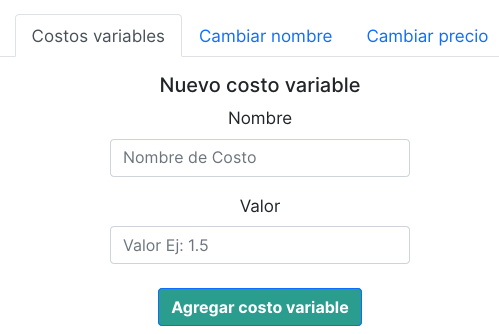 Costos variables Cambiar nombre Cambiar precio
Nuevo costo variable
Nombre
Nombre de Costo
Valor
Valor Ej: 1.5
Agregar costo variable